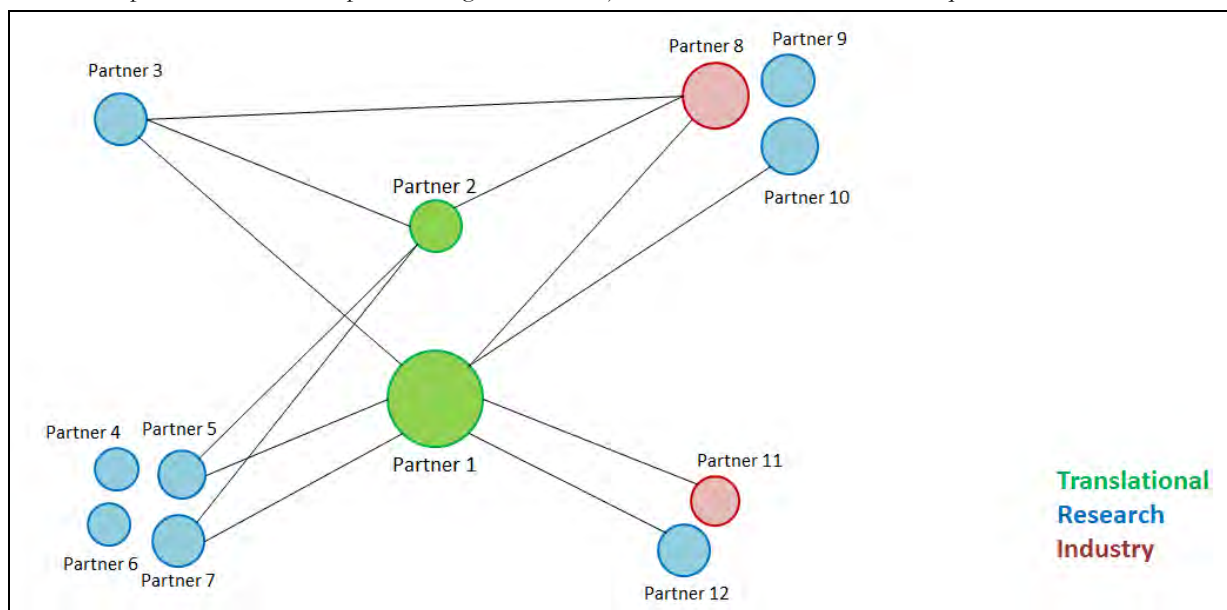 Partner 9
Partner 8
Partner 3
Partner 10
Partner 2
Partner 4
Partner 5
Partner 1
Partner 11
Translational
Research
Industry
Partner 6
Partner 7
Partner 12